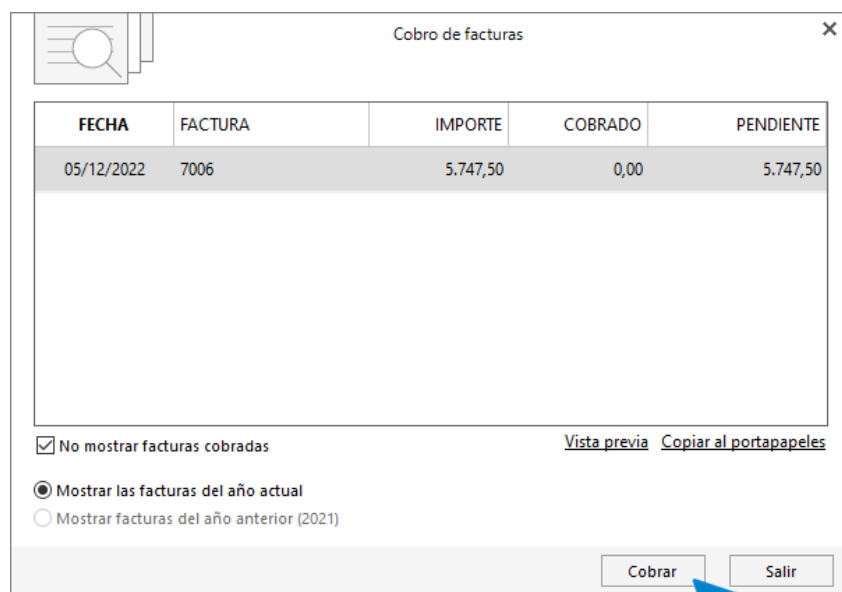 Cobro de facturas
FECHA FACTURA IMPORTE COBRADO PENDIENTE
05/12/2022 7006 5.747,50 0,00 5.747,50
No mostrar facturas cobradas Vista previa Copiar al portapapeles
Mostrar las facturas del año actual
Mostrar facturas del año anterior (2021)
Cobrar Salir